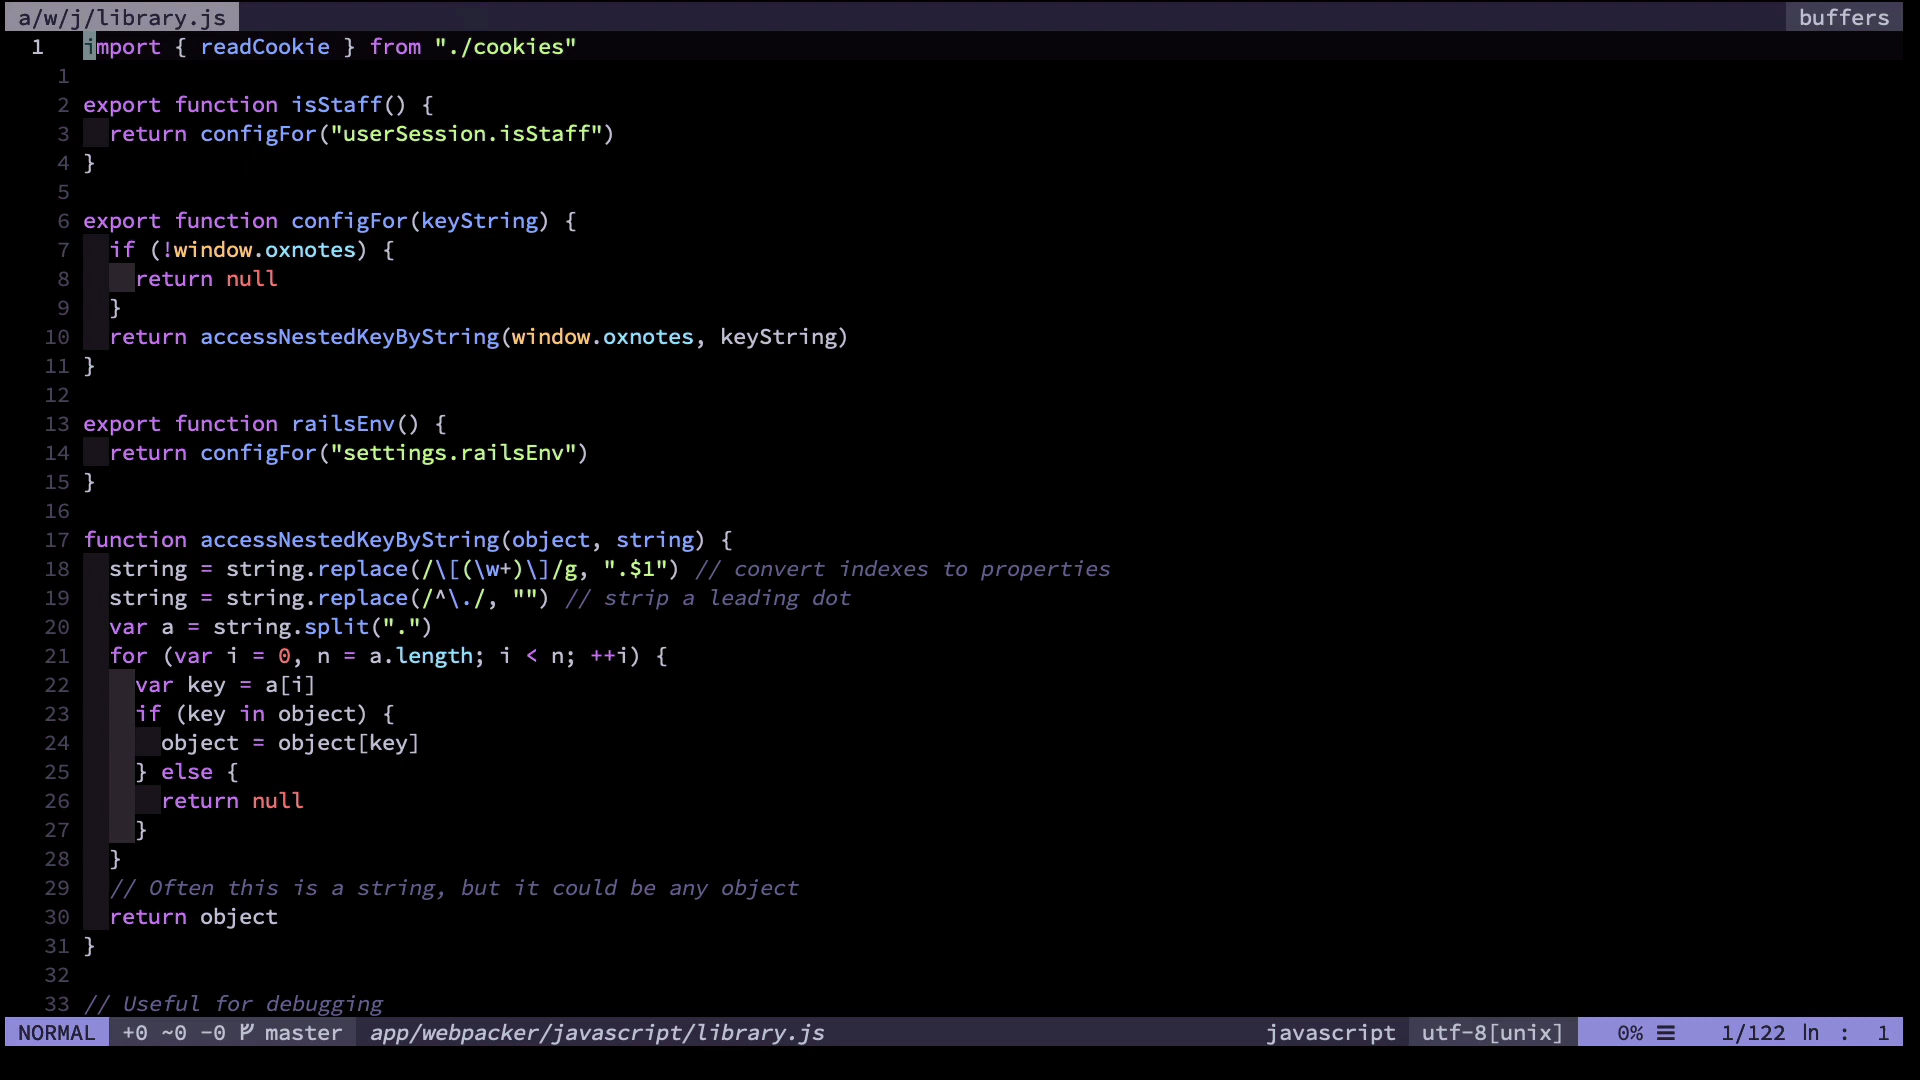 a/w/j/library.js buffers
1 import { readCookie } from "./cookies"
1
2 export function isStaff() {
3   return configFor("userSession.isStaff")
4 }
5
6 export function configFor(keyString) {
7   if (!window.oxnotes) {
8     return null
9   }
10   return accessNestedKeyByString(window.oxnotes, keyString)
11 }
12
13 export function railsEnv() {
14   return configFor("settings.railsEnv")
15 }
16
17 function accessNestedKeyByString(object, string) {
18   string = string.replace(/\[(\w+)\]/g, ".$1") // convert indexes to properties
19   string = string.replace(/^\./, "") // strip a leading dot
20   var a = string.split(".")
21   for (var i = 0, n = a.length; i < n; ++i) {
22     var key = a[i]
23     if (key in object) {
24       object = object[key]
25     } else {
26       return null
27     }
28   }
29   // Often this is a string, but it could be any object
30   return object
31 }
32
33 // Useful for debugging
NORMAL +0 ~0 -0 master app/webpacker/javascript/library.js javascript utf-8[unix] 0% ☰ 1/122 ln : 1